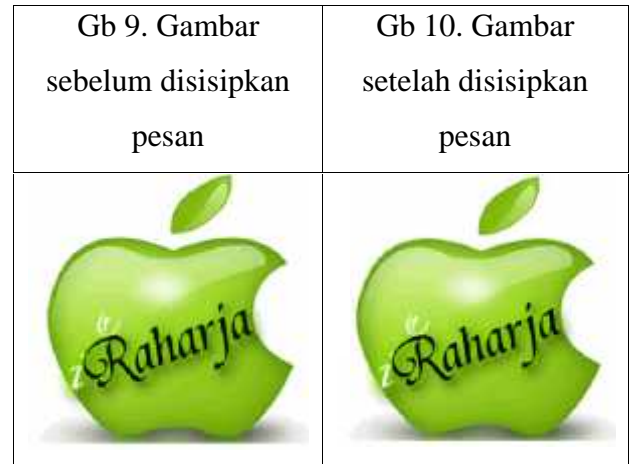 Gb 9. Gambar
sebelum disisipkan
pesan
Gb 10. Gambar
setelah disisipkan
pesan
Raharja
Raharja